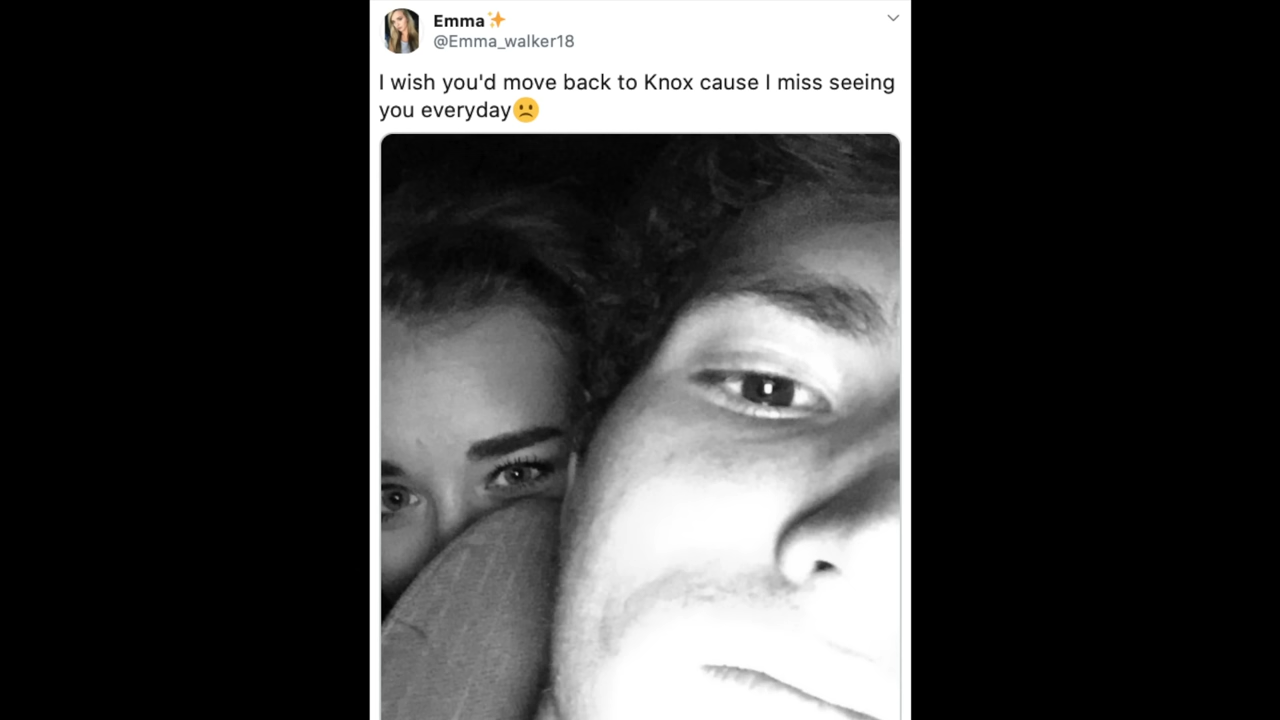 Emma✨
@Emma_walker18
I wish you'd move back to Knox cause I miss seeing
you everyday🙁